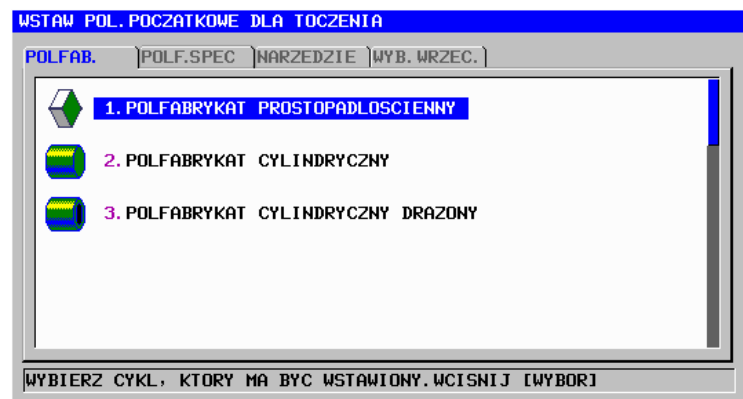 WSTAW POL.POCZATKOWE DLA TOCZENIA
POLFAB. POLF.SPEC NARZEDZIE WYB.WRZEC.
1.POLFABRYKAT PROSTOPADLOSCIENNY
2.POLFABRYKAT CYLINDRYCZNY
3.POLFABRYKAT CYLINDRYCZNY DRAZONY
WYBIERZ CYKL, KTORY MA BYC WSTAWIONY.WCISNIJ [WYBOR]